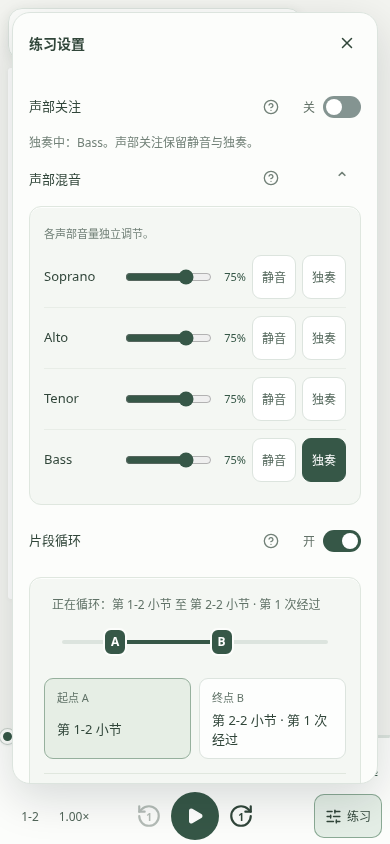 练习设置
声部关注
关
独奏中：Bass。声部关注保留静音与独奏。
声部混音
各声部音量独立调节。
Soprano 75% 静音 独奏
Alto 75% 静音 独奏
Tenor 75% 静音 独奏
Bass 75% 静音 独奏
片段循环
开
正在循环：第 1-2 小节 至 第 2-2 小节 · 第 1 次经过
A B
起点 A
第 1-2 小节
终点 B
第 2-2 小节 · 第 1 次
经过
1-2 1.00× 1 1 练习